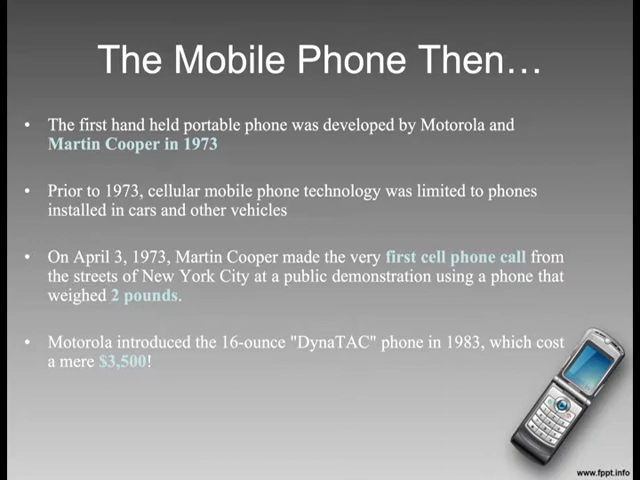 The Mobile Phone Then…
• The first hand held portable phone was developed by Motorola and
Martin Cooper in 1973
• Prior to 1973, cellular mobile phone technology was limited to phones
installed in cars and other vehicles
• On April 3, 1973, Martin Cooper made the very first cell phone call from
the streets of New York City at a public demonstration using a phone that
weighed 2 pounds.
• Motorola introduced the 16-ounce "DynaTAC" phone in 1983, which cost
a mere $3,500!
www.fppt.info